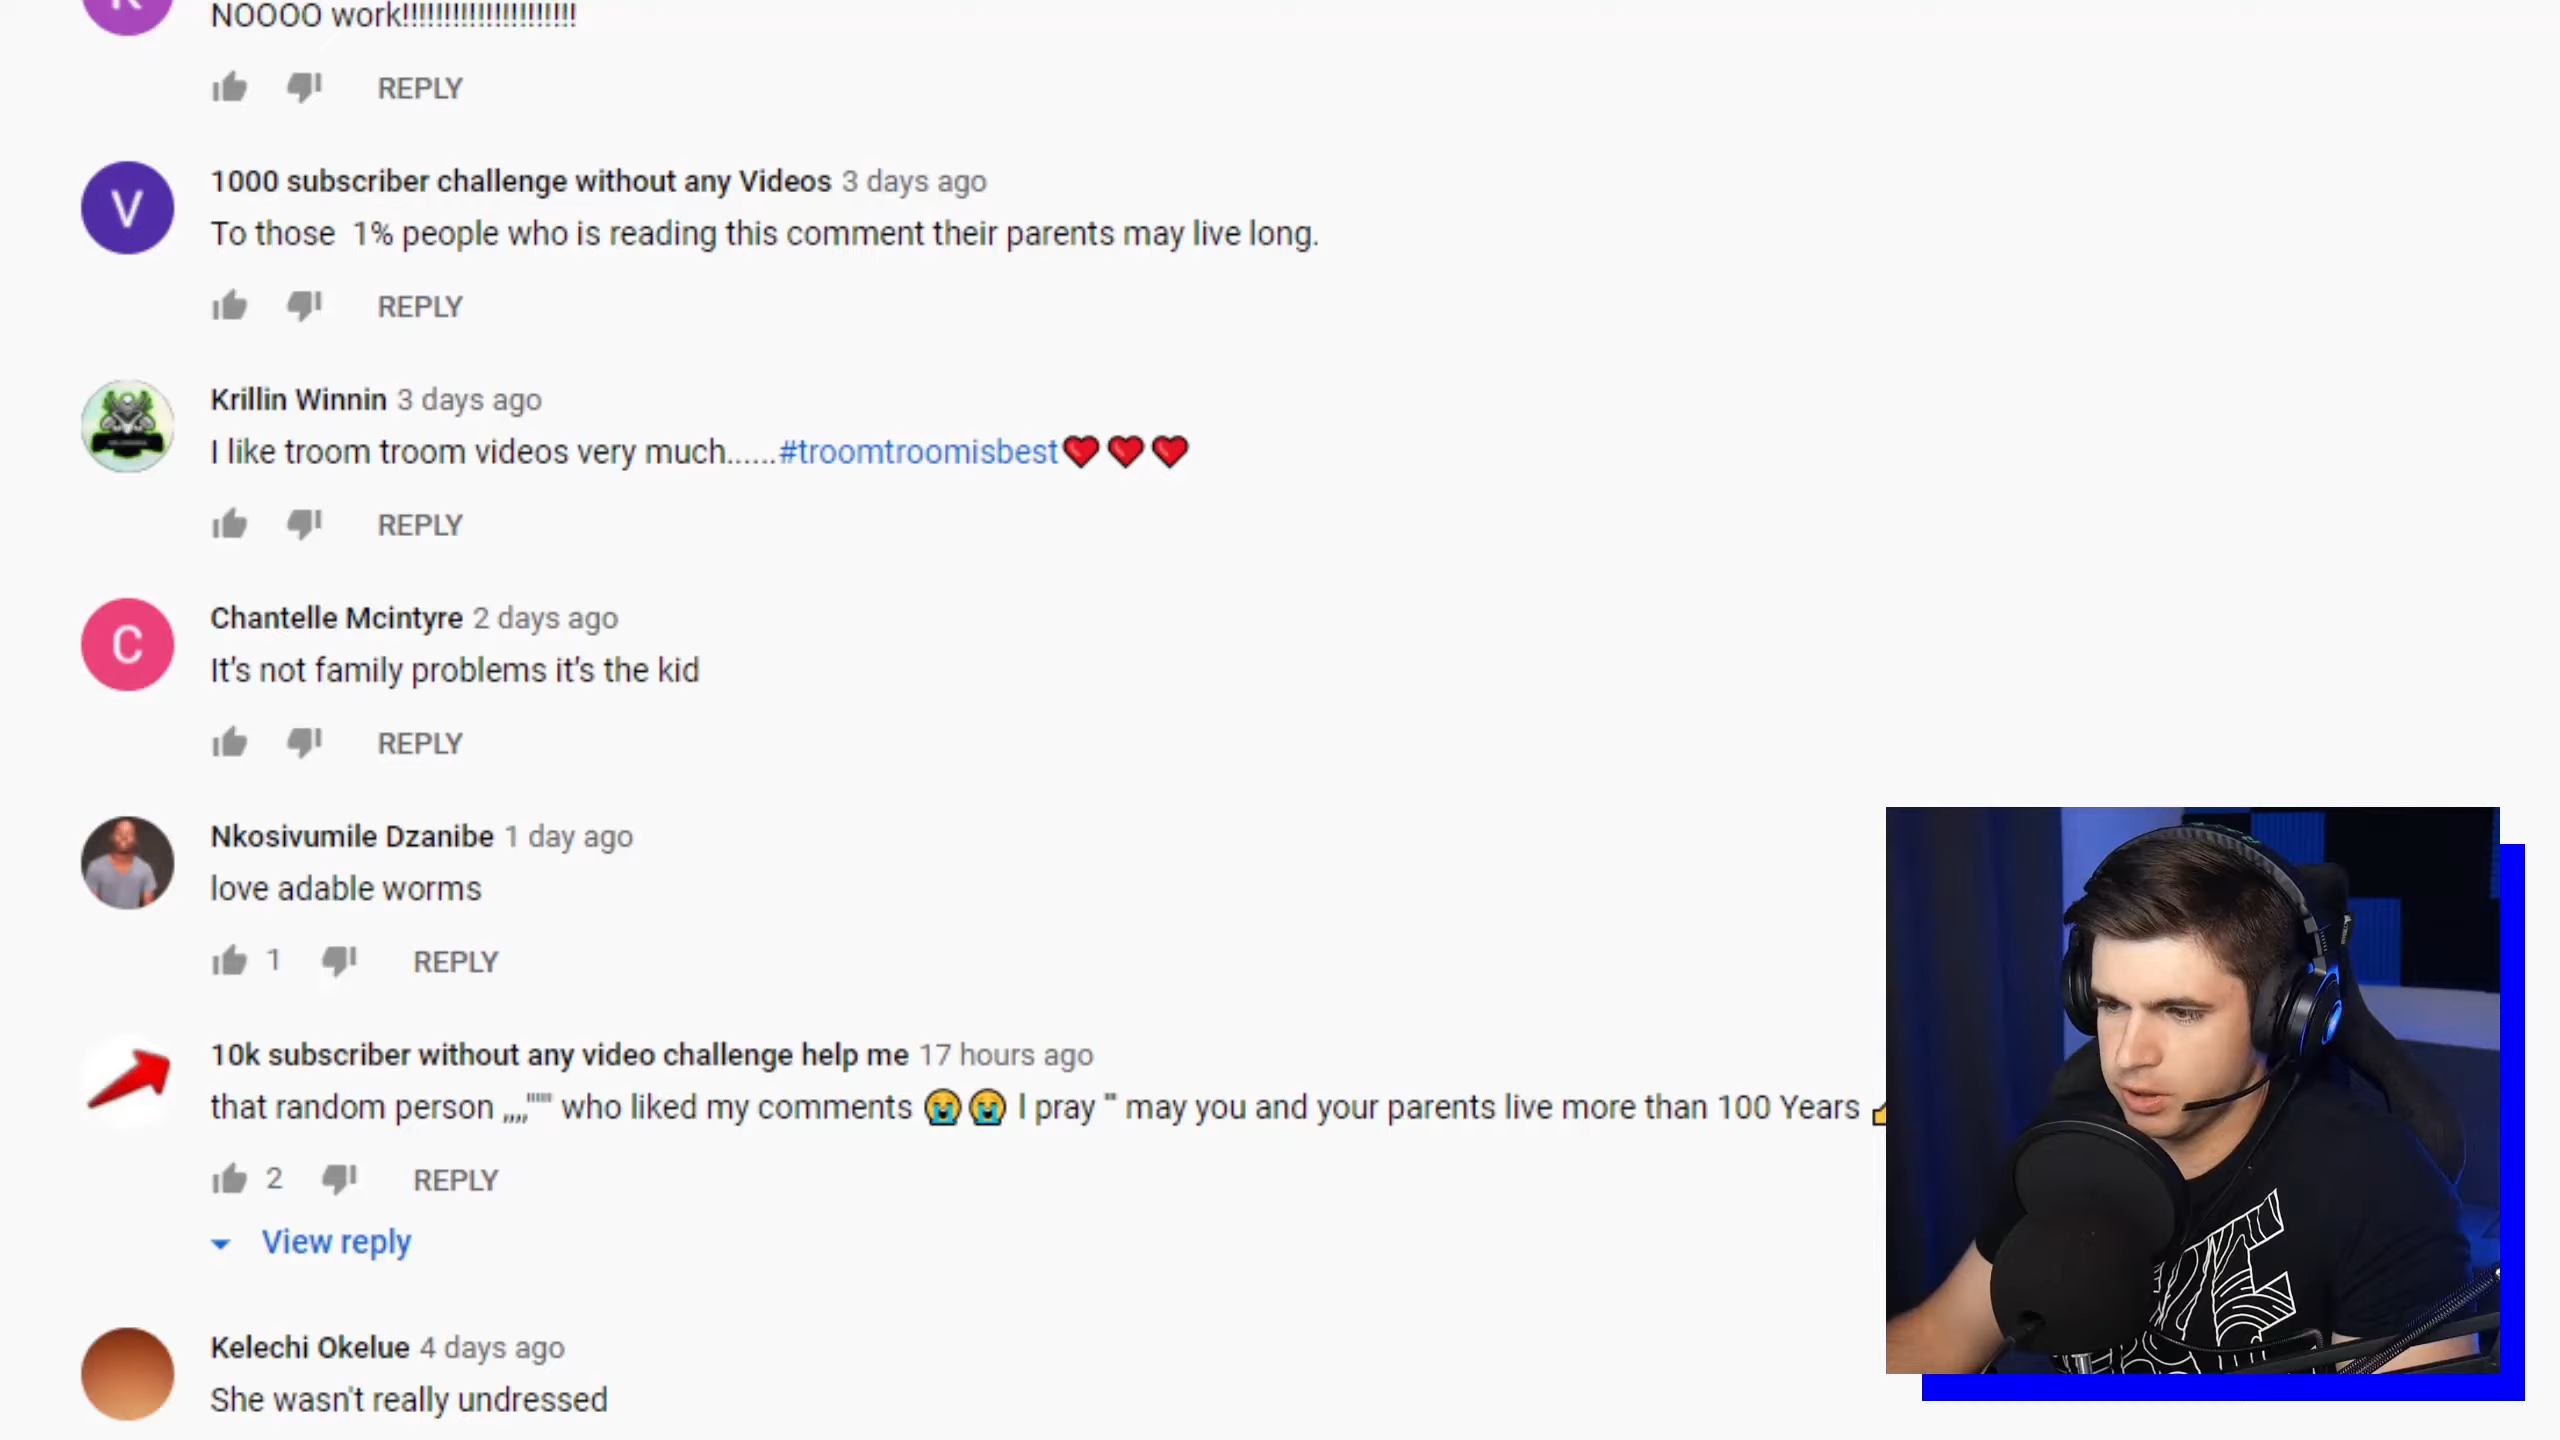 NOOOO work!!!!!!!!!!!!!!!!!!!!!
REPLY
V
1000 subscriber challenge without any Videos 3 days ago
To those 1% people who is reading this comment their parents may live long.
REPLY
Krillin Winnin 3 days ago
I like troom troom videos very much......#troomtroomisbest❤️❤️❤️
REPLY
C
Chantelle Mcintyre 2 days ago
It's not family problems it's the kid
REPLY
Nkosivumile Dzanibe 1 day ago
love adable worms
1 REPLY
10k subscriber without any video challenge help me 17 hours ago
that random person ,,,,,""" who liked my comments 😭😭 I pray " may you and your parents live more than 100 Years
2 REPLY
View reply
Kelechi Okelue 4 days ago
She wasn't really undressed